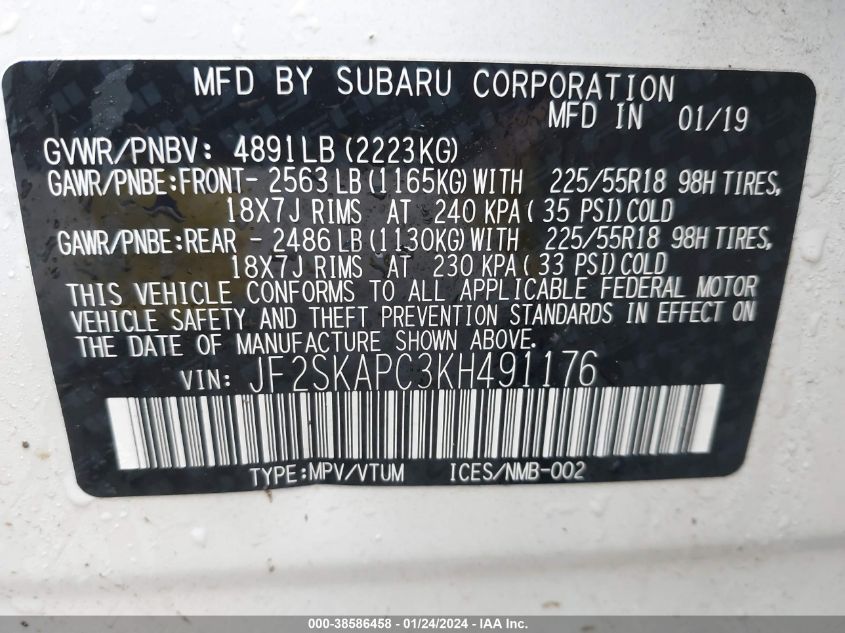 MFD BY SUBARU CORPORATION
MFD IN 01/19
GVWR/PNBV: 4891LB (2223KG)
GAWR/PNBE:FRONT- 2563 LB (1165KG) WITH 225/55R18 98H TIRES,
18X7J RIMS AT 240 KPA ( 35 PSI) COLD
GAWR/PNBE:REAR - 2486 LB (1130KG) WITH 225/55R18 98H TIRES,
18X7J RIMS AT 230 KPA ( 33 PSI) COLD
THIS VEHICLE CONFORMS TO ALL APPLICABLE FEDERAL MOTOR
VEHICLE SAFETY AND THEFT PREVENTION STANDARDS IN EFFECT ON
THE DATE OF MANUFACTURE SHOWN ABOVE.
VIN: JF2SKAPC3KH491176
TYPE:MPV/VTUM ICES/NMB-002
000-38586458 - 01/24/2024 - IAA Inc.